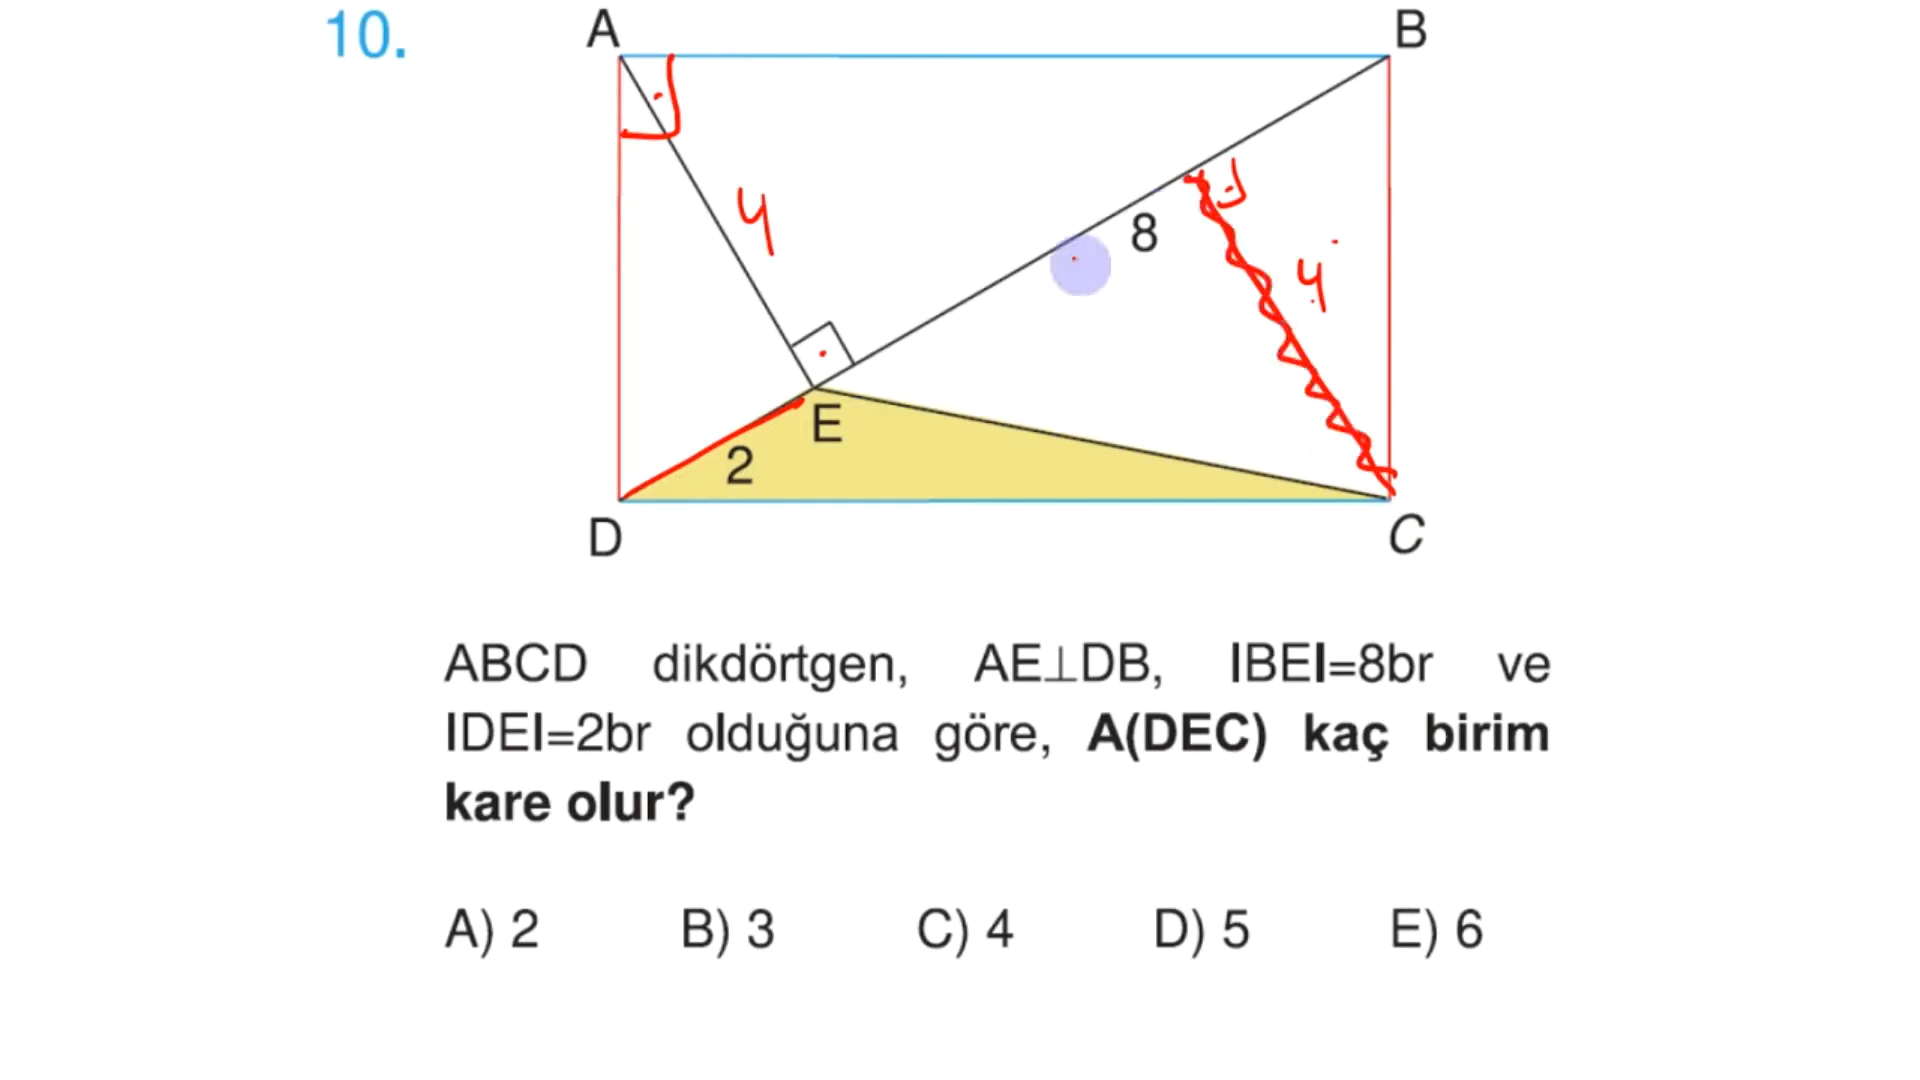 10.
A
B
4
8
4
E
2
D
C
ABCD dikdörtgen, AE⊥DB, IBEI=8br ve
IDEI=2br olduğuna göre, A(DEC) kaç birim
kare olur?
A) 2 B) 3 C) 4 D) 5 E) 6